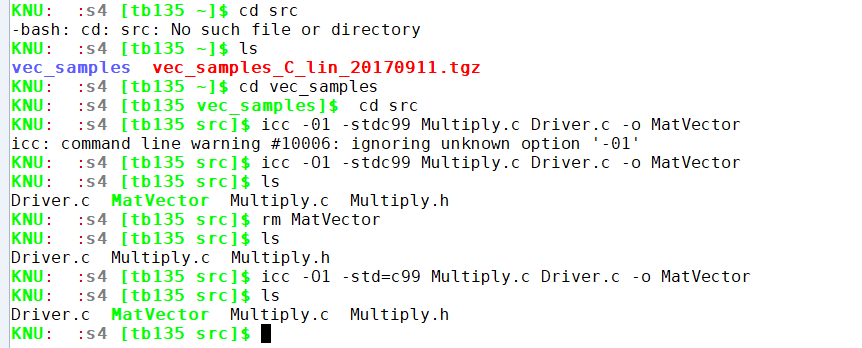 KNU:  :s4 [tb135 ~]$ cd src
-bash: cd: src: No such file or directory
KNU:  :s4 [tb135 ~]$ ls
vec_samples  vec_samples_C_lin_20170911.tgz
KNU:  :s4 [tb135 ~]$ cd vec_samples
KNU:  :s4 [tb135 vec_samples]$  cd src
KNU:  :s4 [tb135 src]$ icc -01 -stdc99 Multiply.c Driver.c -o MatVector
icc: command line warning #10006: ignoring unknown option '-01'
KNU:  :s4 [tb135 src]$ icc -O1 -stdc99 Multiply.c Driver.c -o MatVector
KNU:  :s4 [tb135 src]$ ls
Driver.c  MatVector  Multiply.c  Multiply.h
KNU:  :s4 [tb135 src]$ rm MatVector
KNU:  :s4 [tb135 src]$ ls
Driver.c  Multiply.c  Multiply.h
KNU:  :s4 [tb135 src]$ icc -O1 -std=c99 Multiply.c Driver.c -o MatVector
KNU:  :s4 [tb135 src]$ ls
Driver.c  MatVector  Multiply.c  Multiply.h
KNU:  :s4 [tb135 src]$